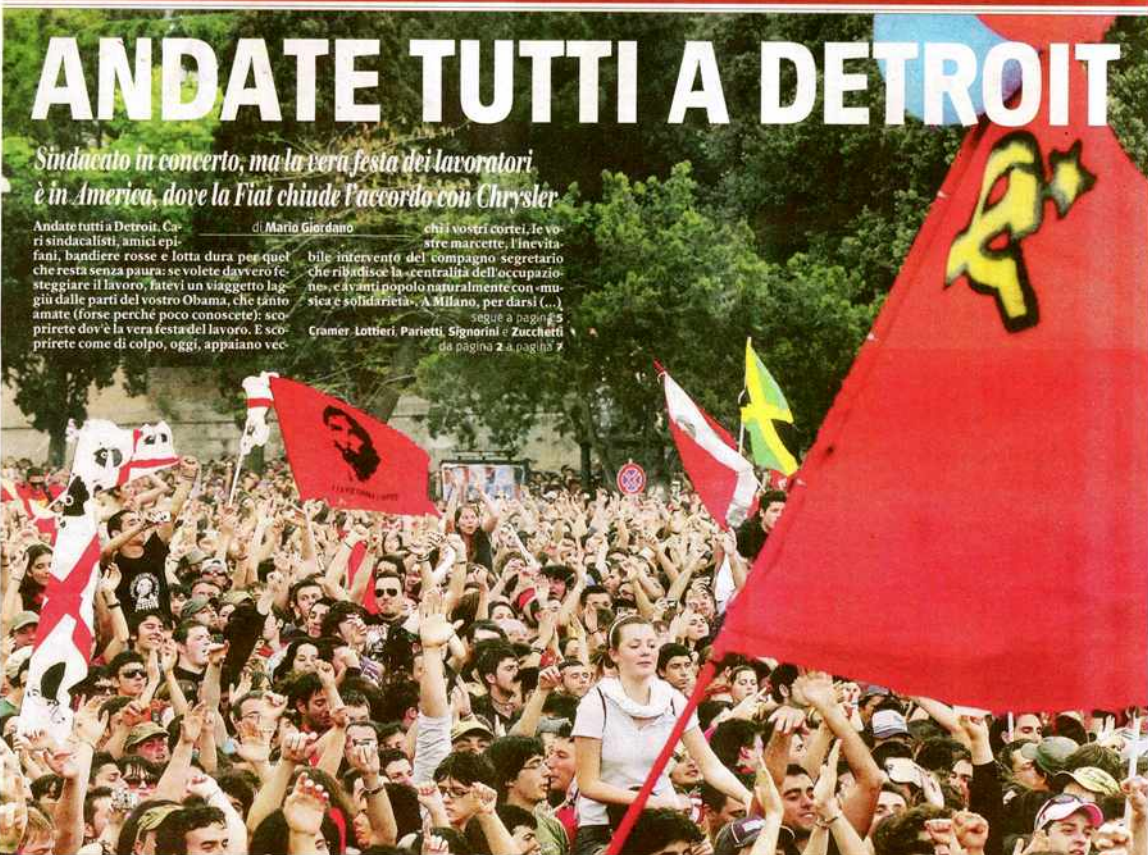 ANDATE TUTTI A DETROIT
Sindacato in concerto, ma la vera festa dei lavoratori
è in America, dove la Fiat chiude l'accordo con Chrysler
di Mario Giordano
Andate tutti a Detroit. Ca-
ri sindacalisti, amici epi-
fani, bandiere rosse e lotta dura per quel
che resta senza paura: se volete davvero fe-
steggiare il lavoro, fatevi un viaggetto lag-
giù dalle parti del vostro Obama, che tanto
amate (forse perché poco conoscete): sco-
prirete dov'è la vera festa del lavoro. E sco-
prirete come di colpo, oggi, appaiano vec-
chi i vostri cortei, le vo-
stre marcette, l'inevita-
bile intervento del compagno segretario
che ribadisce la «centralità dell'occupazio-
ne», e avanti popolo naturalmente con «mu-
sica e solidarietà». A Milano, per darsi (...)
segue a pagina 5
Cramer, Lottieri, Parietti, Signorini e Zucchetti
da pagina 2 a pagina 7